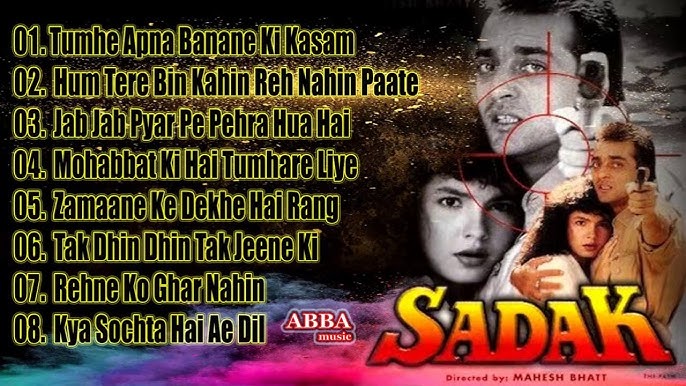 01. Tumhe Apna Banane Ki Kasam
02. Hum Tere Bin Kahin Reh Nahin Paate
03. Jab Jab Pyar Pe Pehra Hua Hai
04. Mohabbat Ki Hai Tumhare Liye
05. Zamaane Ke Dekhe Hai Rang
06. Tak Dhin Dhin Tak Jeene Ki
07. Rehne Ko Ghar Nahin
08. Kya Sochta Hai Ae Dil
ABBA
music
SADAK
Directed by: MAHESH BHATT